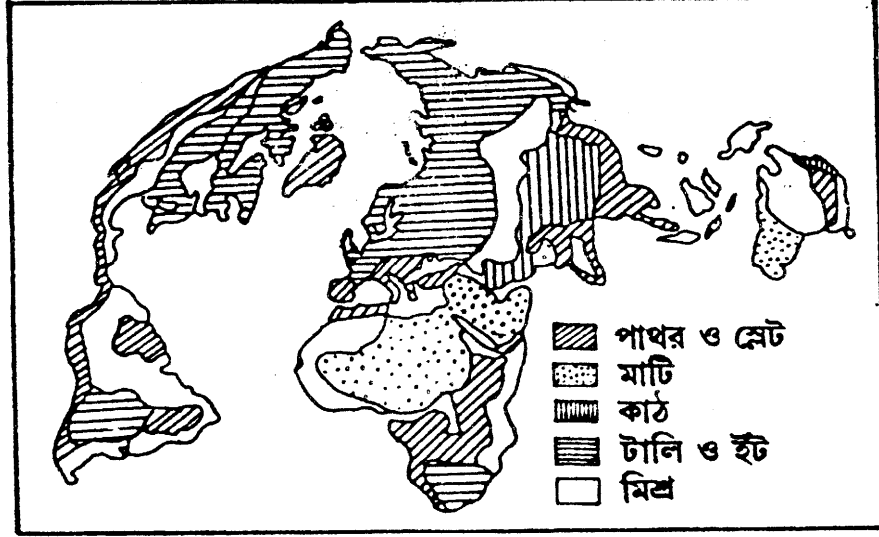 পাথর ও স্লেট
মাটি
কাঠ
টালি ও ইঁট
মিশ্র